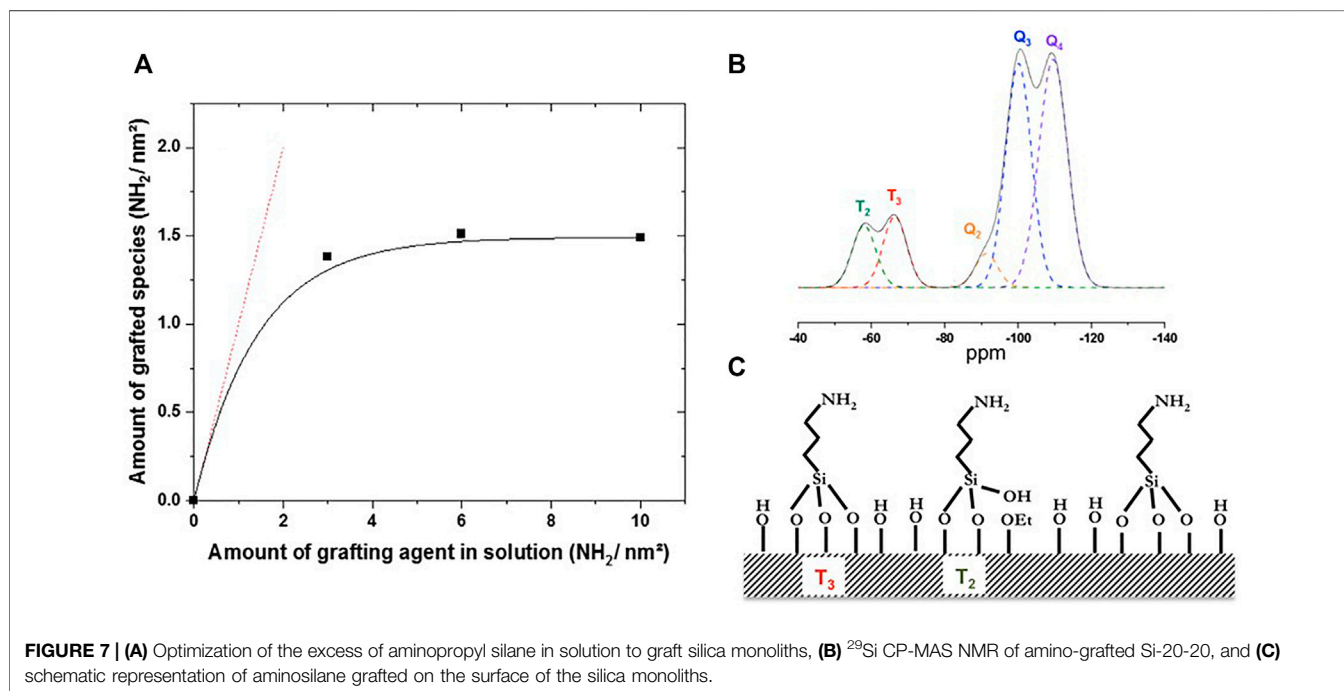 A
Amount of grafted species (NH₂/ nm²)
2.0
1.5
1.0
0.5
0.0
0 2 4 6 8 10
Amount of grafting agent in solution (NH₂/ nm²)
B
Q₃ Q₄
T₂ T₃
Q₂
-40 -60 -80 -100 -120 -140
ppm
C
NH₂ NH₂ NH₂
Si Si OH Si
H H H H H H H
O O O O O O O O OEt O O O O O O
T₃ T₂
FIGURE 7 | (A) Optimization of the excess of aminopropyl silane in solution to graft silica monoliths, (B) ²⁹Si CP-MAS NMR of amino-grafted Si-20-20, and (C)
schematic representation of aminosilane grafted on the surface of the silica monoliths.